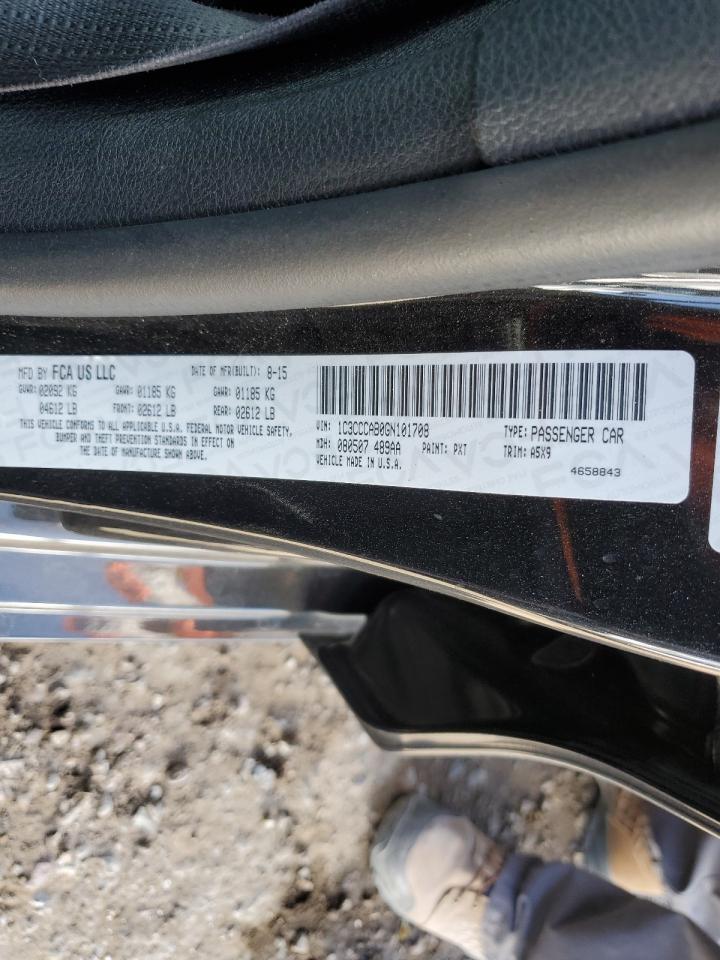 MFD BY FCA US LLC DATE OF MFR(BUILT): 8-15
GVWR: 02092 KG GAWR: 01185 KG GAWR: 01185 KG
04612 LB FRONT: 02612 LB REAR: 02612 LB
THIS VEHICLE CONFORMS TO ALL APPLICABLE U.S.A. FEDERAL MOTOR VEHICLE SAFETY,
BUMPER AND THEFT PREVENTION STANDARDS IN EFFECT ON
THE DATE OF MANUFACTURE SHOWN ABOVE.
VIN: 1C3CCCAB0GN101708 TYPE: PASSENGER CAR
MDH: 080507 489AA PAINT: PXT TRIM: A5X9
VEHICLE MADE IN U.S.A. 4658843